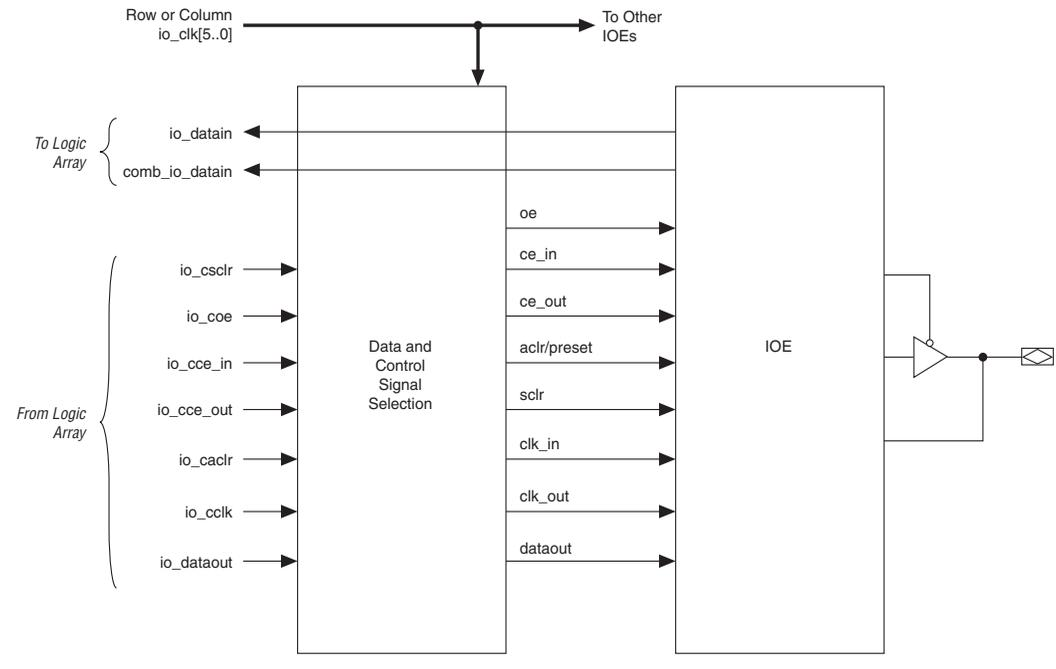 Row or Column
io_clk[5..0]
To Other
IOEs
To Logic
Array
io_datain
comb_io_datain
From Logic
Array
io_csclr
io_coe
io_cce_in
io_cce_out
io_caclr
io_cclk
io_dataout
Data and
Control
Signal
Selection
oe
ce_in
ce_out
aclr/preset
sclr
clk_in
clk_out
dataout
IOE